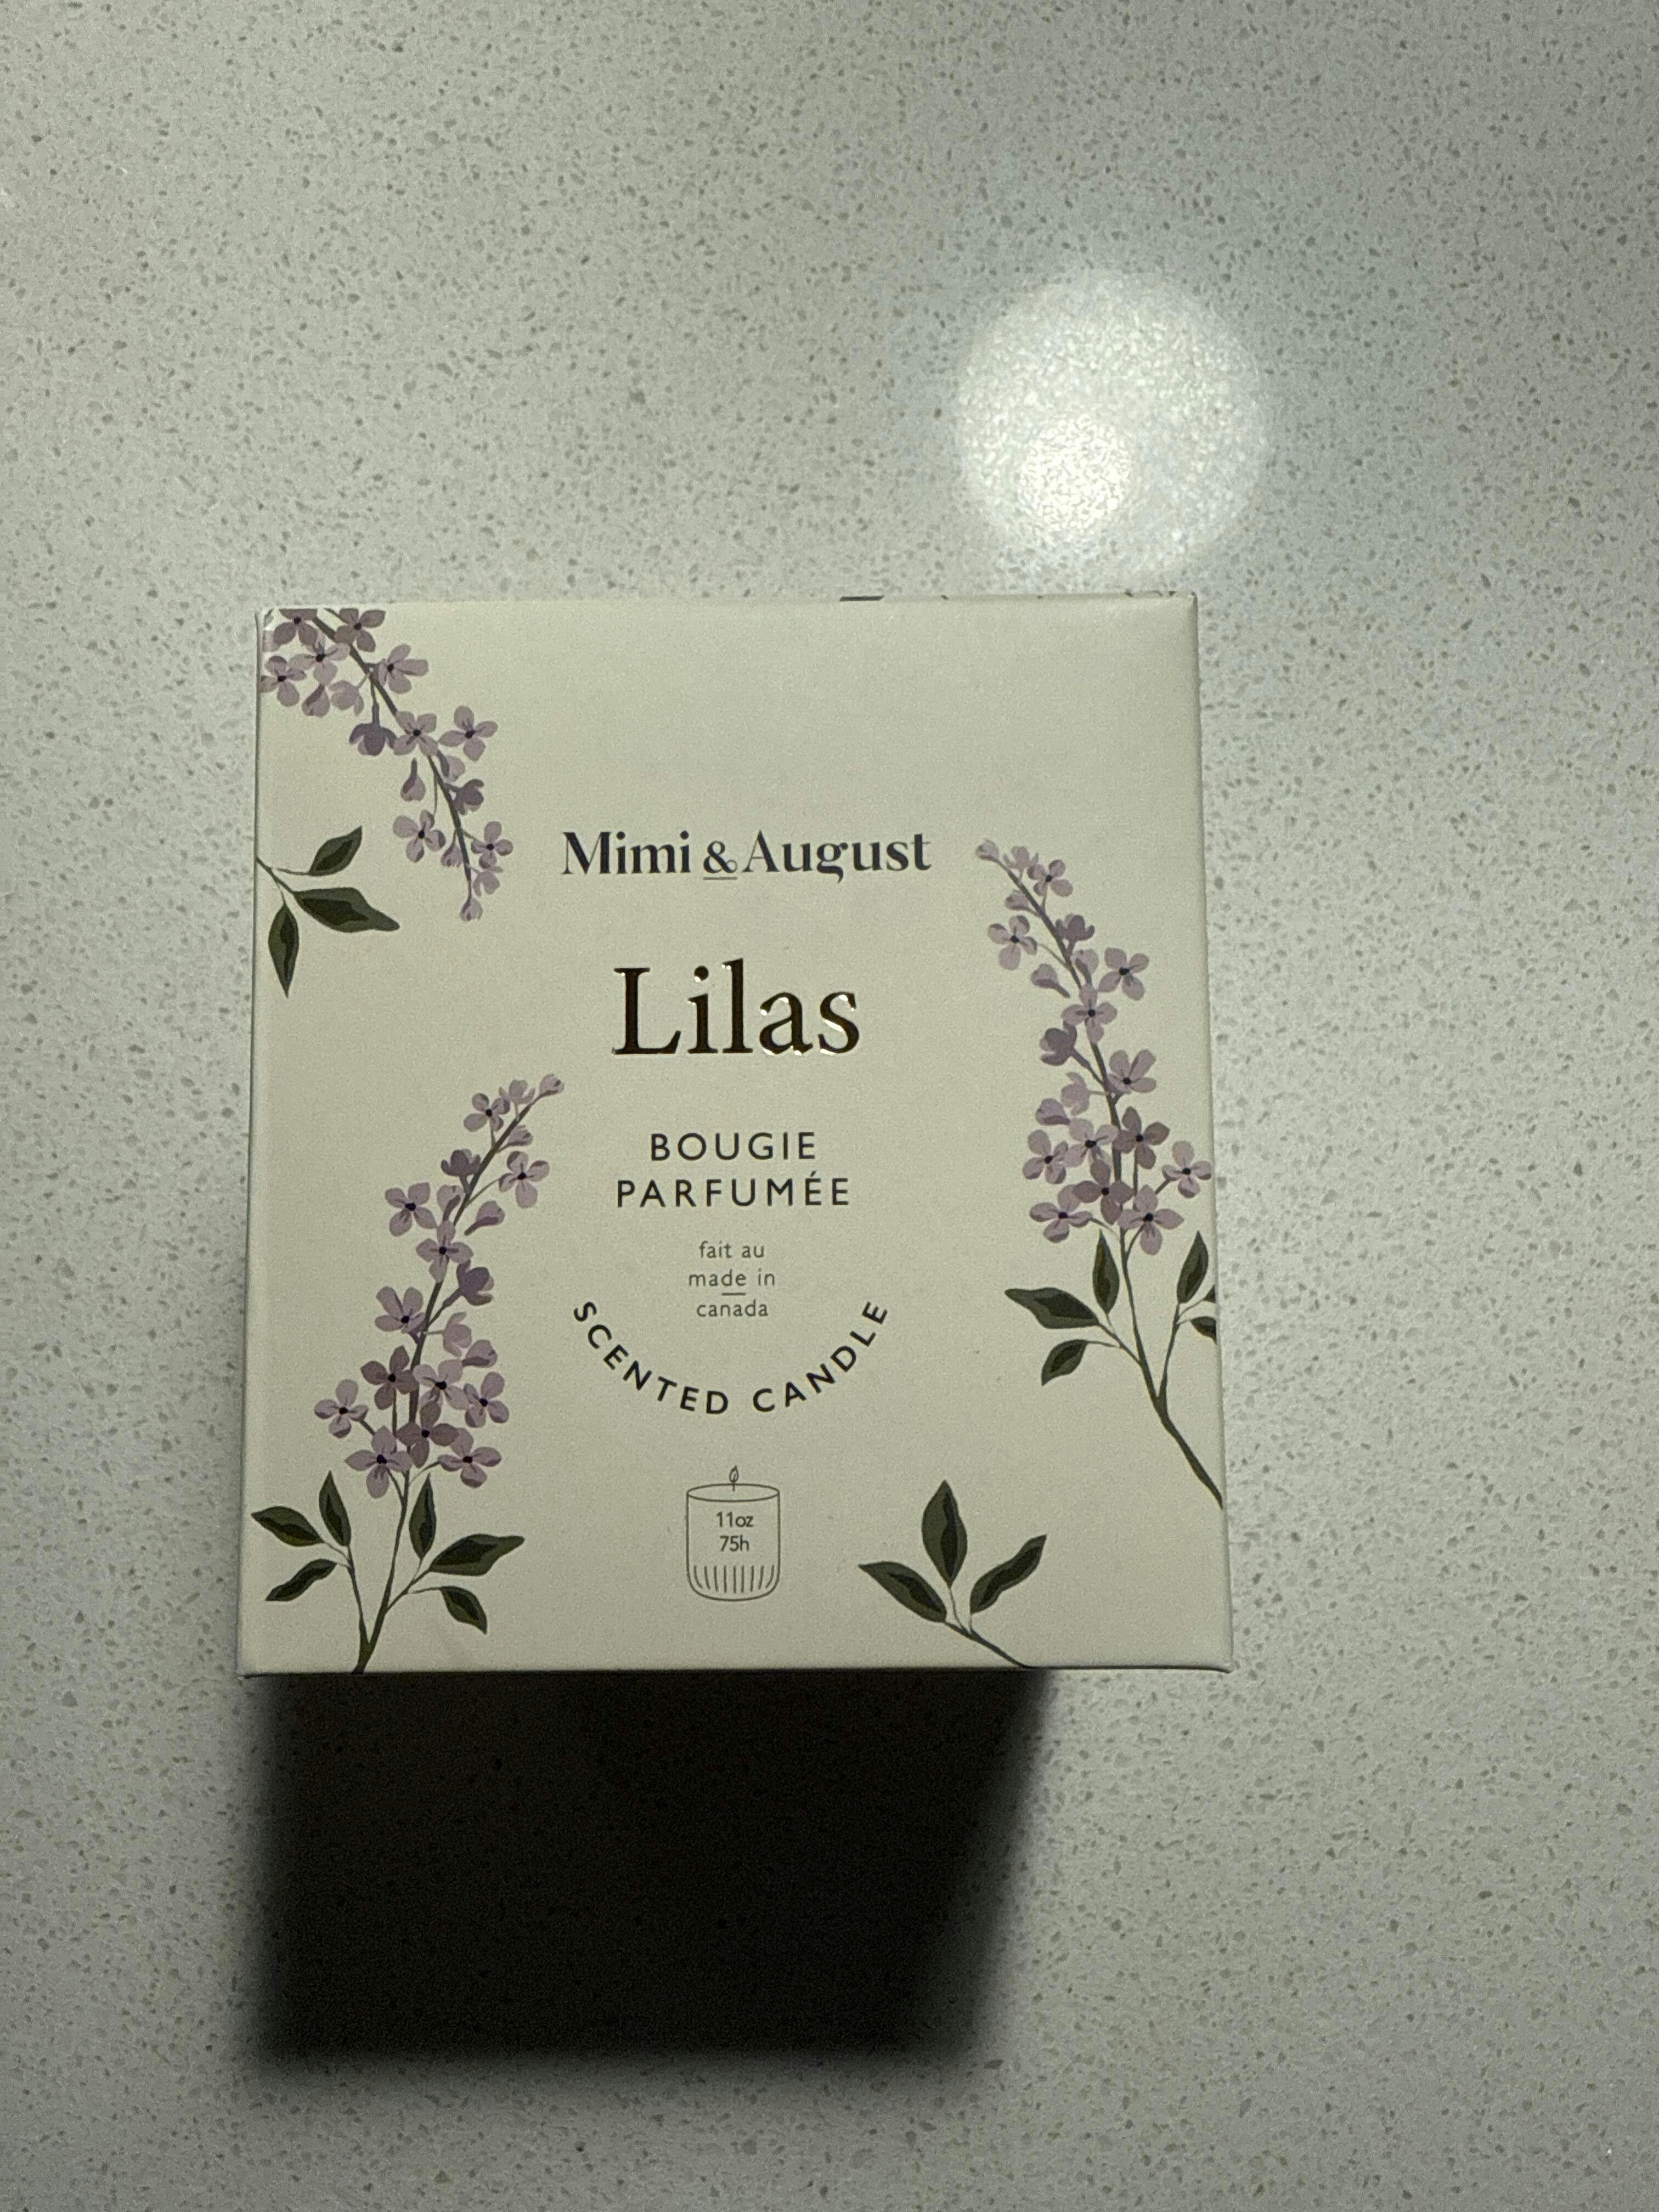 Mimi & August
Lilas
BOUGIE
PARFUMÉE
fait au
made in
canada
SCENTED CANDLE
11oz
75h